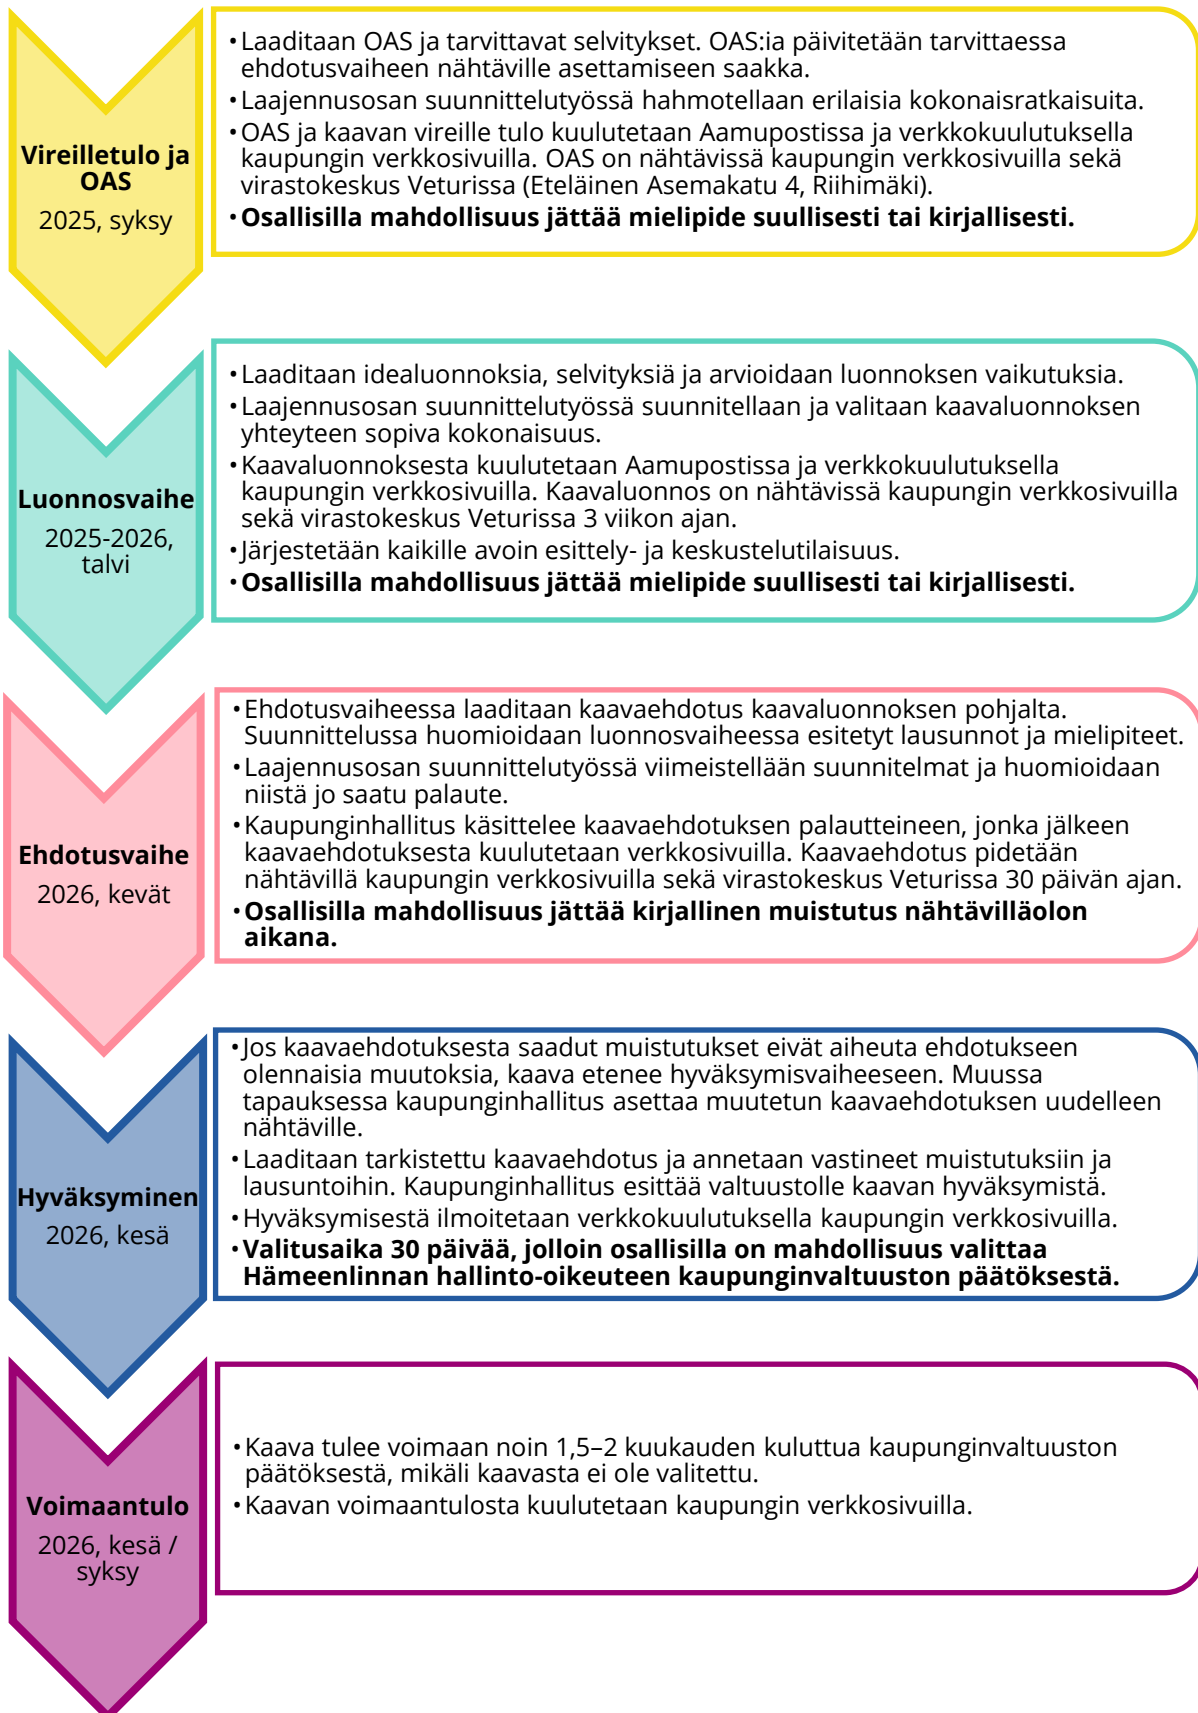 Vireilletulo ja
OAS
2025, syksy
•Laaditaan OAS ja tarvittavat selvitykset. OAS:ia päivitetään tarvittaessa
ehdotusvaiheen nähtäville asettamiseen saakka.
•Laajennusosan suunnittelutyössä hahmotellaan erilaisia kokonaisratkaisuita.
•OAS ja kaavan vireille tulo kuulutetaan Aamupostissa ja verkkokuulutuksella
kaupungin verkkosivuilla. OAS on nähtävissä kaupungin verkkosivuilla sekä
virastokeskus Veturissa (Eteläinen Asemakatu 4, Riihimäki).
•Osallisilla mahdollisuus jättää mielipide suullisesti tai kirjallisesti.
Luonnosvaihe
2025-2026,
talvi
•Laaditaan idealuonnoksia, selvityksiä ja arvioidaan luonnoksen vaikutuksia.
•Laajennusosan suunnittelutyössä suunnitellaan ja valitaan kaavaluonnoksen
yhteyteen sopiva kokonaisuus.
•Kaavaluonnoksesta kuulutetaan Aamupostissa ja verkkokuulutuksella
kaupungin verkkosivuilla. Kaavaluonnos on nähtävissä kaupungin verkkosivuilla
sekä virastokeskus Veturissa 3 viikon ajan.
•Järjestetään kaikille avoin esittely- ja keskustelutilaisuus.
•Osallisilla mahdollisuus jättää mielipide suullisesti tai kirjallisesti.
Ehdotusvaihe
2026, kevät
•Ehdotusvaiheessa laaditaan kaavaehdotus kaavaluonnoksen pohjalta.
Suunnittelussa huomioidaan luonnosvaiheessa esitetyt lausunnot ja mielipiteet.
•Laajennusosan suunnittelutyössä viimeistellään suunnitelmat ja huomioidaan
niistä jo saatu palaute.
•Kaupunginhallitus käsittelee kaavaehdotuksen palautteineen, jonka jälkeen
kaavaehdotuksesta kuulutetaan verkkosivuilla. Kaavaehdotus pidetään
nähtävillä kaupungin verkkosivuilla sekä virastokeskus Veturissa 30 päivän ajan.
•Osallisilla mahdollisuus jättää kirjallinen muistutus nähtävilläolon
aikana.
Hyväksyminen
2026, kesä
•Jos kaavaehdotuksesta saadut muistutukset eivät aiheuta ehdotukseen
olennaisia muutoksia, kaava etenee hyväksymisvaiheeseen. Muussa
tapauksessa kaupunginhallitus asettaa muutetun kaavaehdotuksen uudelleen
nähtäville.
•Laaditaan tarkistettu kaavaehdotus ja annetaan vastineet muistutuksiin ja
lausuntoihin. Kaupunginhallitus esittää valtuustolle kaavan hyväksymistä.
•Hyväksymisestä ilmoitetaan verkkokuulutuksella kaupungin verkkosivuilla.
•Valitusaika 30 päivää, jolloin osallisilla on mahdollisuus valittaa
Hämeenlinnan hallinto-oikeuteen kaupunginvaltuuston päätöksestä.
Voimaantulo
2026, kesä /
syksy
•Kaava tulee voimaan noin 1,5–2 kuukauden kuluttua kaupunginvaltuuston
päätöksestä, mikäli kaavasta ei ole valitettu.
•Kaavan voimaantulosta kuulutetaan kaupungin verkkosivuilla.